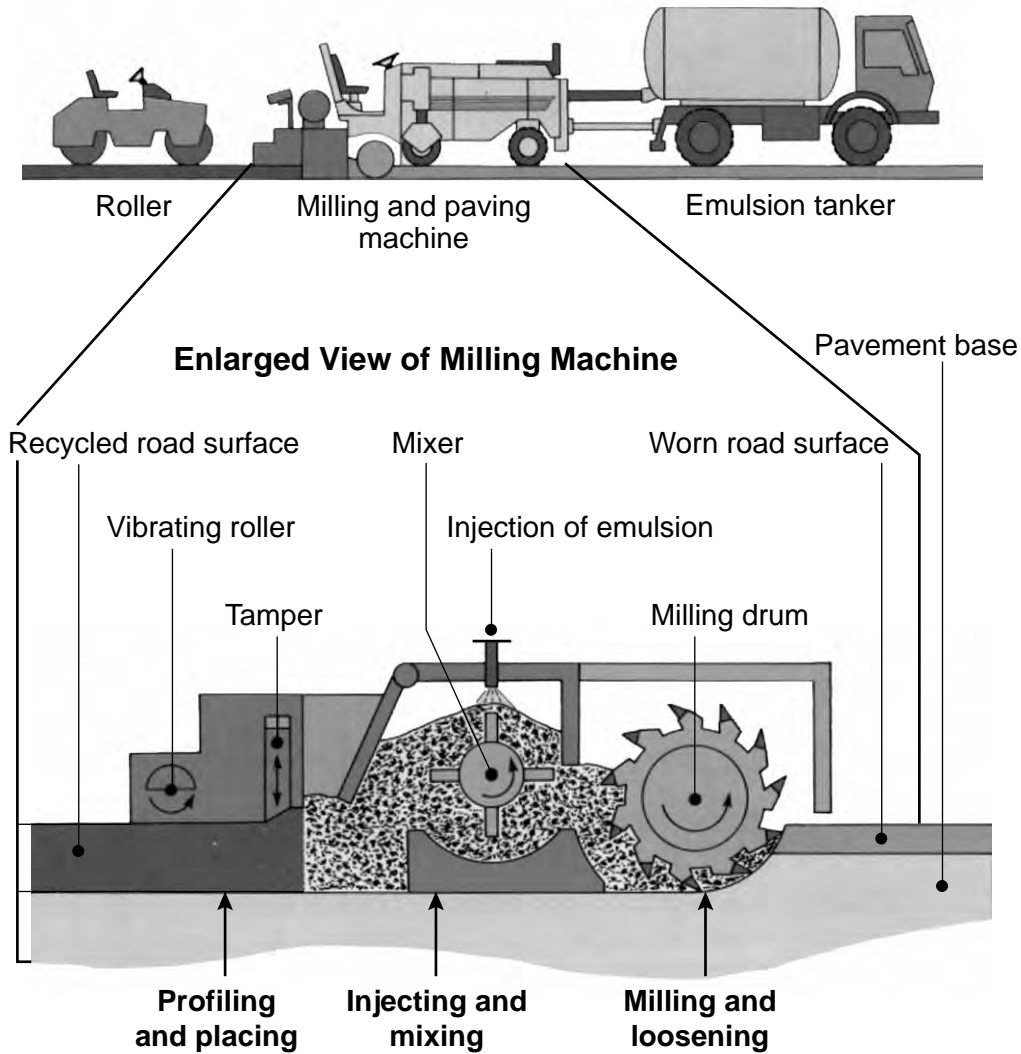 Roller
Milling and paving
machine
Emulsion tanker
Enlarged View of Milling Machine
Pavement base
Recycled road surface
Mixer
Worn road surface
Vibrating roller
Injection of emulsion
Tamper
Milling drum
Profiling
and placing
Injecting and
mixing
Milling and
loosening